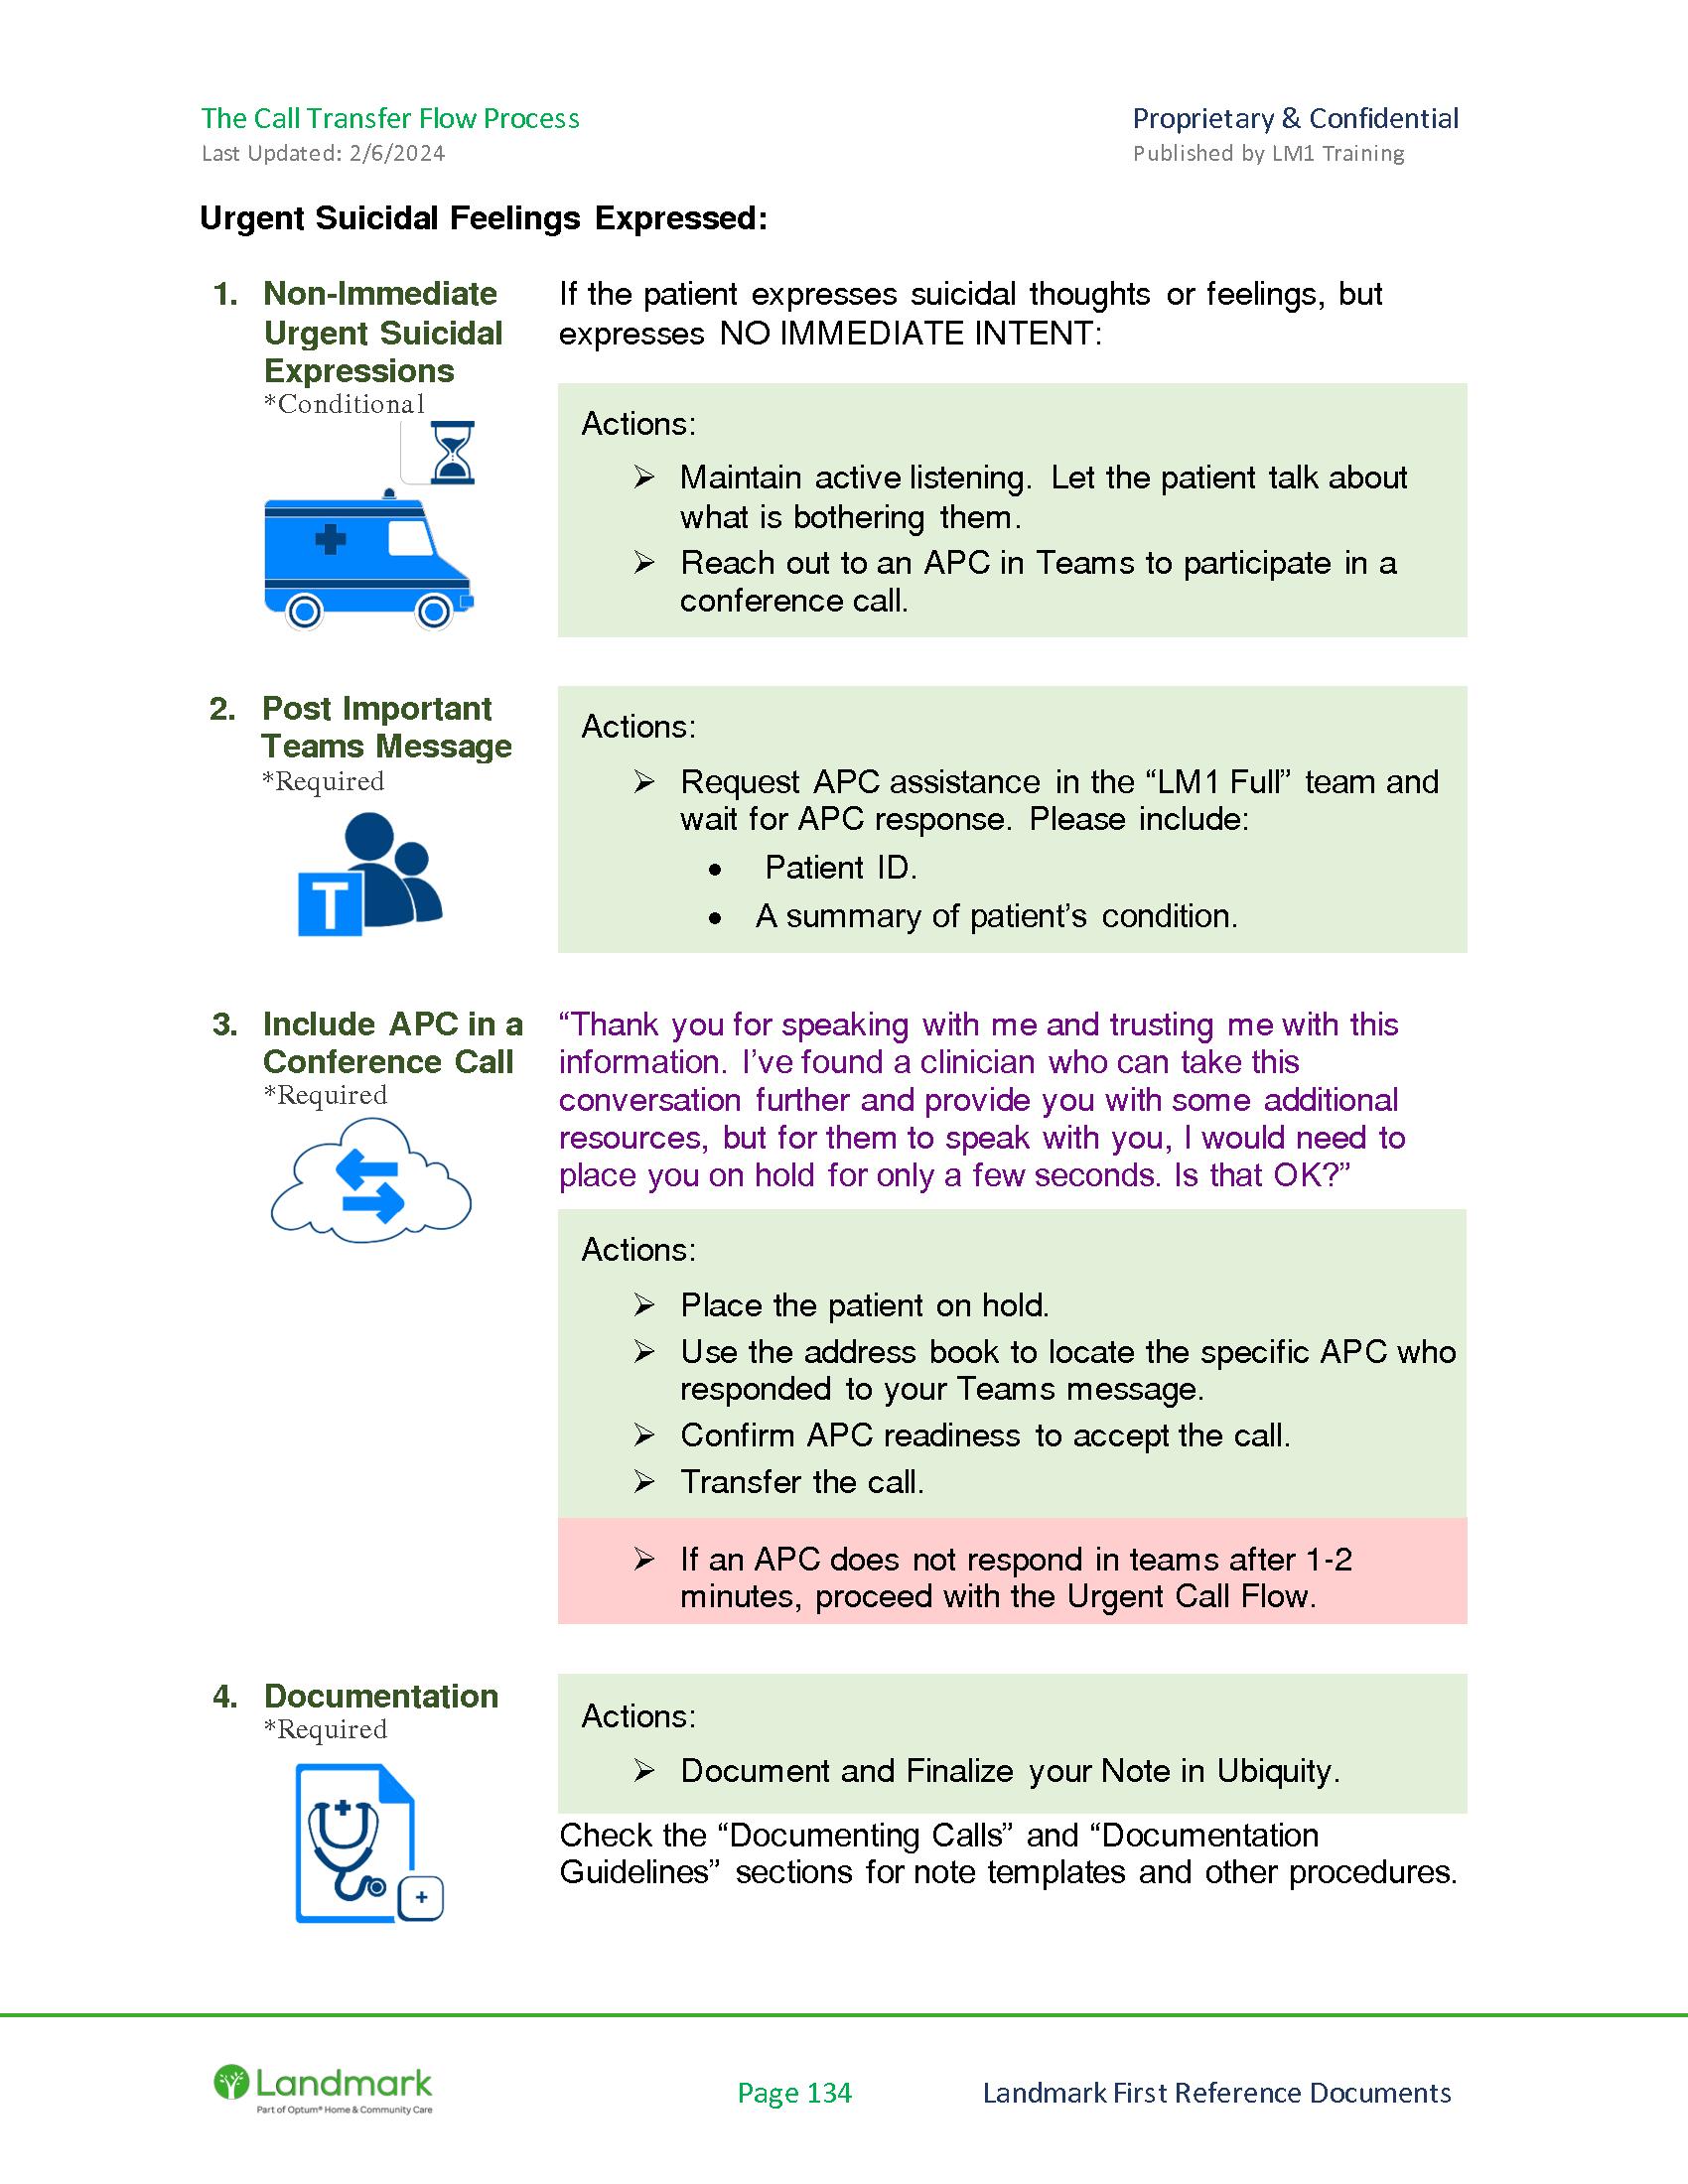 The Call Transfer Flow Process
Proprietary & Confidential
Last Updated: 2/6/2024
Published by LM1 Training
Urgent Suicidal Feelings Expressed:
1. Non-Immediate
Urgent Suicidal
Expressions
*Conditional
If the patient expresses suicidal thoughts or feelings, but
expresses NO IMMEDIATE INTENT:
Actions:
➢ Maintain active listening. Let the patient talk about
what is bothering them.
➢ Reach out to an APC in Teams to participate in a
conference call.
2. Post Important
Teams Message
*Required
T
Actions:
➢ Request APC assistance in the “LM1 Full” team and
wait for APC response. Please include:
• Patient ID.
• A summary of patient’s condition.
3. Include APC in a
Conference Call
*Required
“Thank you for speaking with me and trusting me with this
information. I’ve found a clinician who can take this
conversation further and provide you with some additional
resources, but for them to speak with you, I would need to
place you on hold for only a few seconds. Is that OK?”
Actions:
➢ Place the patient on hold.
➢ Use the address book to locate the specific APC who
responded to your Teams message.
➢ Confirm APC readiness to accept the call.
➢ Transfer the call.
➢ If an APC does not respond in teams after 1-2
minutes, proceed with the Urgent Call Flow.
4. Documentation
*Required
Actions:
➢ Document and Finalize your Note in Ubiquity.
Check the “Documenting Calls” and “Documentation
Guidelines” sections for note templates and other procedures.
Landmark
Part of Optum® Home & Community Care
Page 134
Landmark First Reference Documents